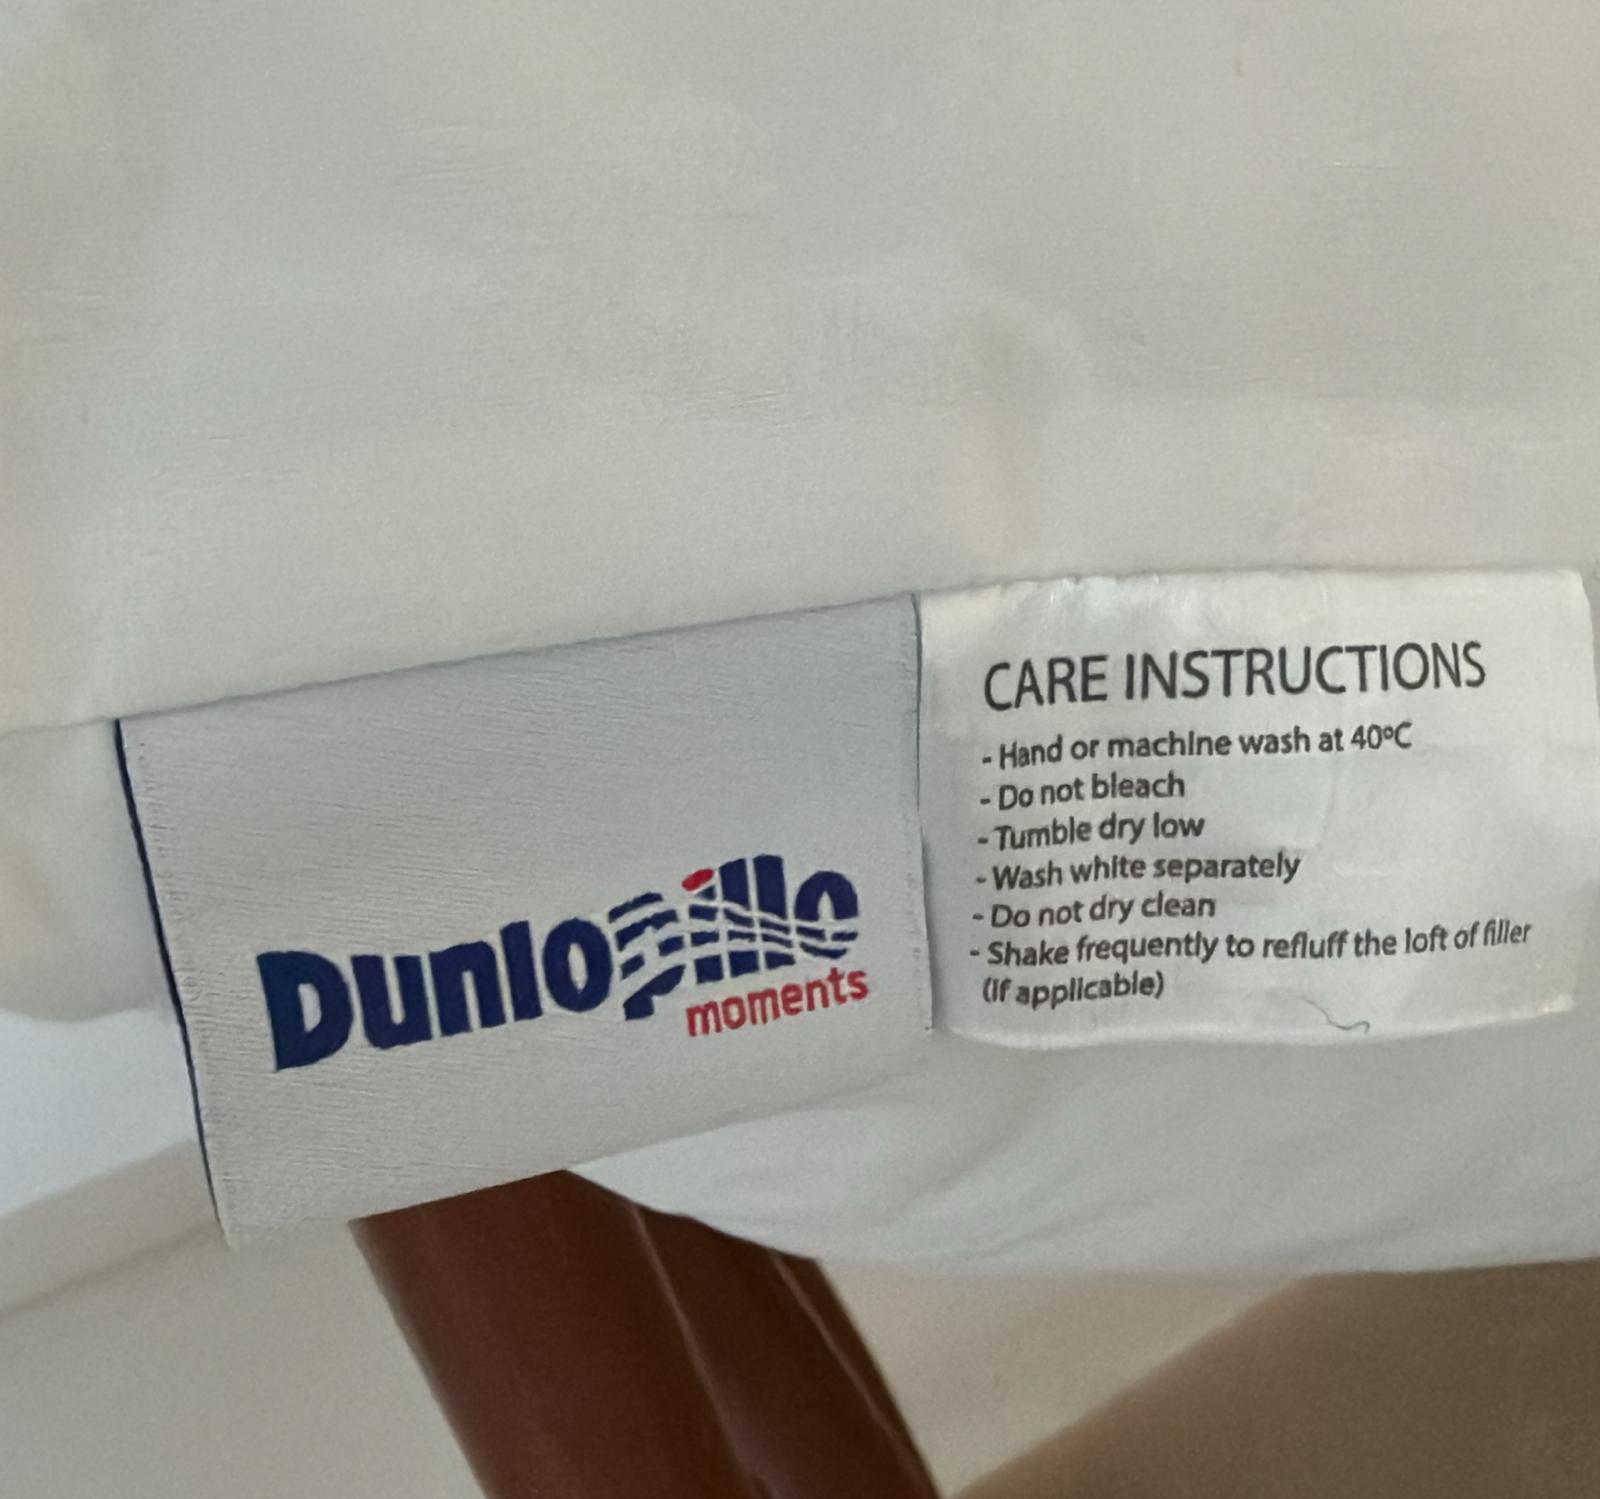 Dunlopillo
moments
CARE INSTRUCTIONS
- Hand or machine wash at 40ºC
- Do not bleach
- Tumble dry low
- Wash white separately
- Do not dry clean
- Shake frequently to refluff the loft of filler
(if applicable)